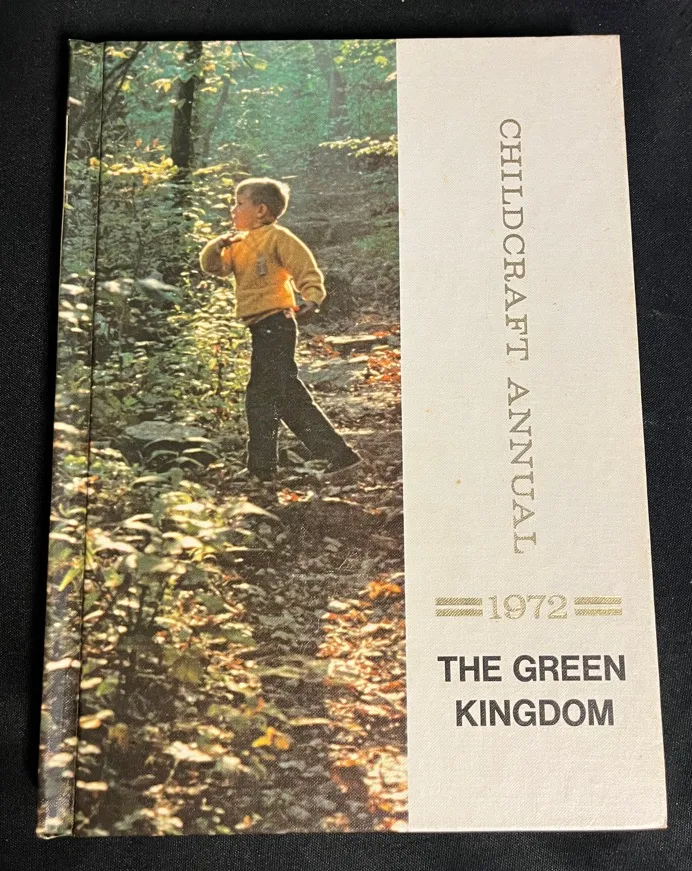 CHILDCRAFT ANNUAL
1972
THE GREEN
KINGDOM